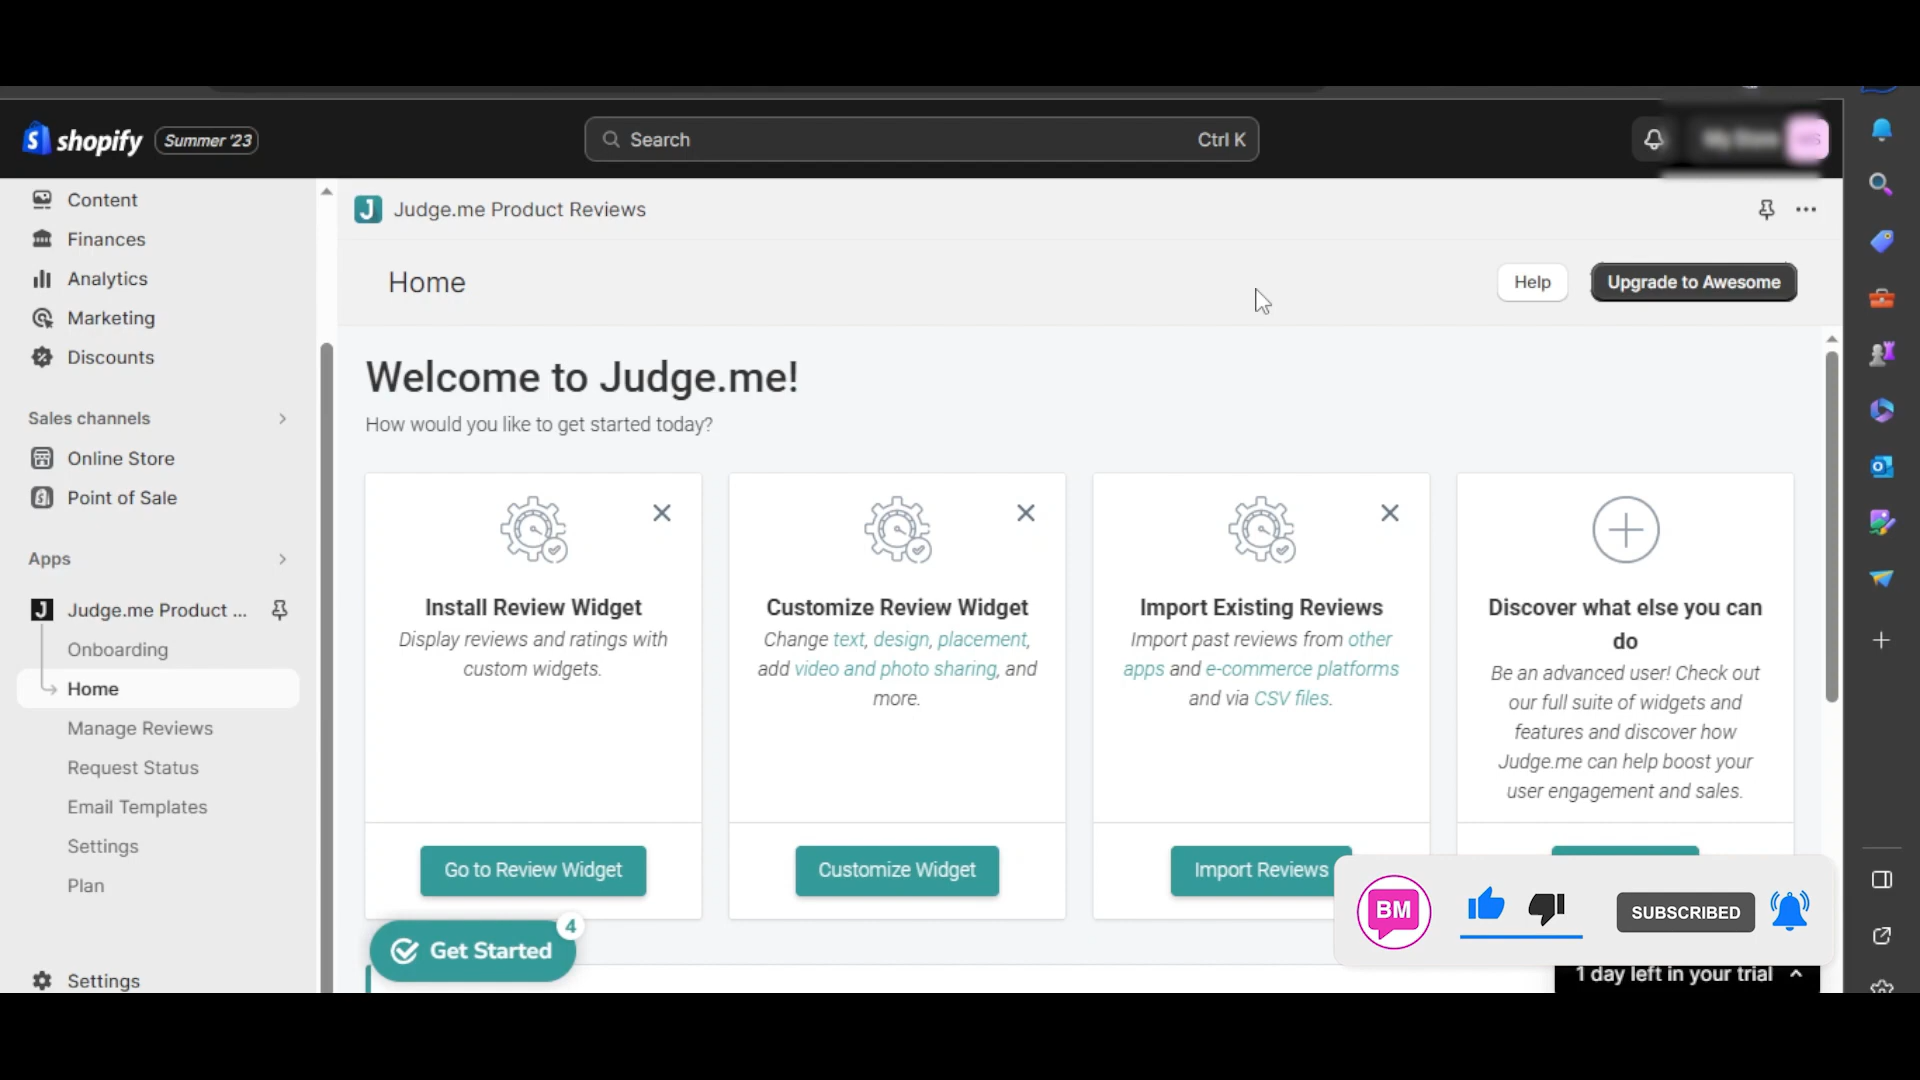 shopify
Summer '23
Search
Ctrl K
Content
Finances
Analytics
Marketing
Discounts
Sales channels
Online Store
Point of Sale
Apps
J
Judge.me Product ...
Onboarding
Home
Manage Reviews
Request Status
Email Templates
Settings
Plan
Settings
J
Judge.me Product Reviews
Home
Help
Upgrade to Awesome
Welcome to Judge.me!
How would you like to get started today?
Install Review Widget
Display reviews and ratings with
custom widgets.
Go to Review Widget
Customize Review Widget
Change text, design, placement,
add video and photo sharing, and
more.
Customize Widget
Import Existing Reviews
Import past reviews from other
apps and e-commerce platforms
and via CSV files.
Import Reviews
Discover what else you can
do
Be an advanced user! Check out
our full suite of widgets and
features and discover how
Judge.me can help boost your
user engagement and sales.
Get Started
4
BM
SUBSCRIBED
1 day left in your trial